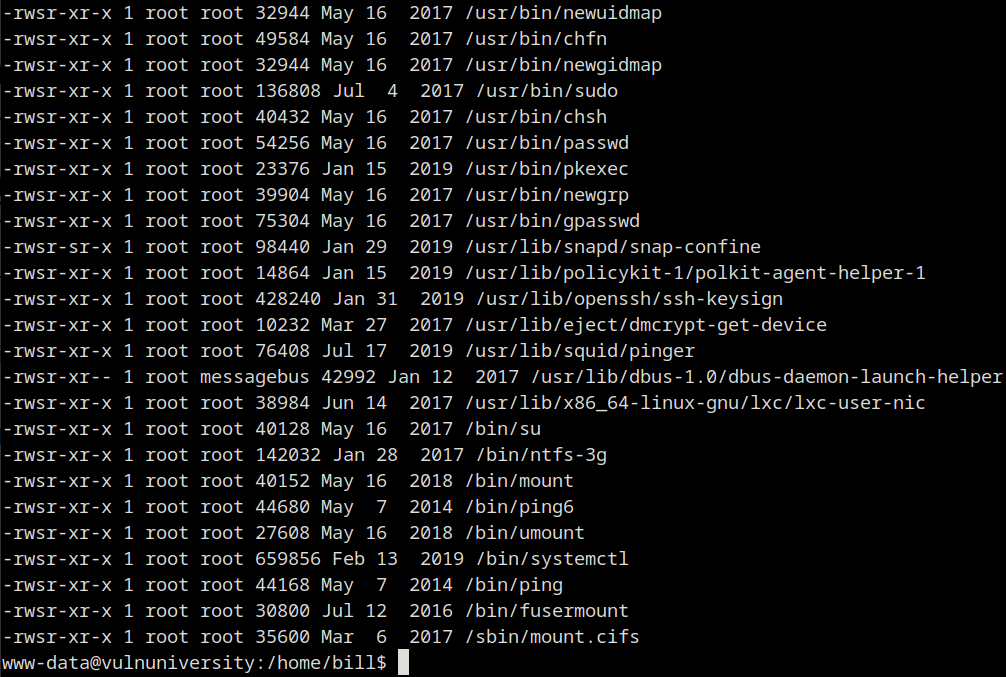 -rwsr-xr-x 1 root root 32944 May 16  2017 /usr/bin/newuidmap
-rwsr-xr-x 1 root root 49584 May 16  2017 /usr/bin/chfn
-rwsr-xr-x 1 root root 32944 May 16  2017 /usr/bin/newgidmap
-rwsr-xr-x 1 root root 136808 Jul  4  2017 /usr/bin/sudo
-rwsr-xr-x 1 root root 40432 May 16  2017 /usr/bin/chsh
-rwsr-xr-x 1 root root 54256 May 16  2017 /usr/bin/passwd
-rwsr-xr-x 1 root root 23376 Jan 15  2019 /usr/bin/pkexec
-rwsr-xr-x 1 root root 39904 May 16  2017 /usr/bin/newgrp
-rwsr-xr-x 1 root root 75304 May 16  2017 /usr/bin/gpasswd
-rwsr-sr-x 1 root root 98440 Jan 29  2019 /usr/lib/snapd/snap-confine
-rwsr-xr-x 1 root root 14864 Jan 15  2019 /usr/lib/policykit-1/polkit-agent-helper-1
-rwsr-xr-x 1 root root 428240 Jan 31  2019 /usr/lib/openssh/ssh-keysign
-rwsr-xr-x 1 root root 10232 Mar 27  2017 /usr/lib/eject/dmcrypt-get-device
-rwsr-xr-x 1 root root 76408 Jul 17  2019 /usr/lib/squid/pinger
-rwsr-xr-- 1 root messagebus 42992 Jan 12  2017 /usr/lib/dbus-1.0/dbus-daemon-launch-helper
-rwsr-xr-x 1 root root 38984 Jun 14  2017 /usr/lib/x86_64-linux-gnu/lxc/lxc-user-nic
-rwsr-xr-x 1 root root 40128 May 16  2017 /bin/su
-rwsr-xr-x 1 root root 142032 Jan 28  2017 /bin/ntfs-3g
-rwsr-xr-x 1 root root 40152 May 16  2018 /bin/mount
-rwsr-xr-x 1 root root 44680 May  7  2014 /bin/ping6
-rwsr-xr-x 1 root root 27608 May 16  2018 /bin/umount
-rwsr-xr-x 1 root root 659856 Feb 13  2019 /bin/systemctl
-rwsr-xr-x 1 root root 44168 May  7  2014 /bin/ping
-rwsr-xr-x 1 root root 30800 Jul 12  2016 /bin/fusermount
-rwsr-xr-x 1 root root 35600 Mar  6  2017 /sbin/mount.cifs
www-data@vulnuniversity:/home/bill$